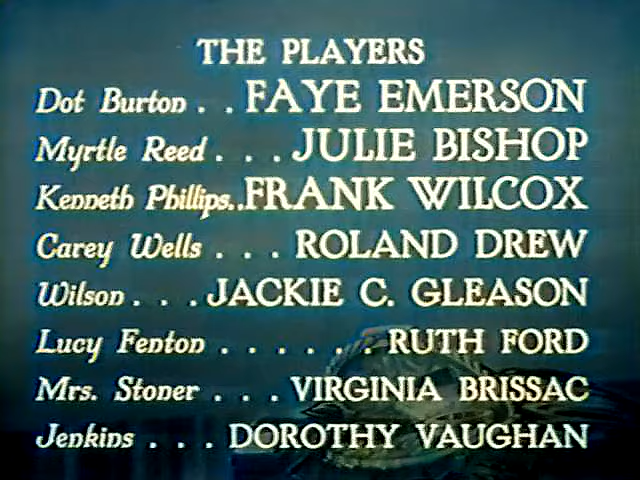 THE PLAYERS
Dot Burton . . FAYE EMERSON
Myrtle Reed . . . JULIE BISHOP
Kenneth Phillips..FRANK WILCOX
Carey Wells . . . ROLAND DREW
Wilson . . . JACKIE C. GLEASON
Lucy Fenton . . . . . . RUTH FORD
Mrs. Stoner . . . VIRGINIA BRISSAC
Jenkins . . . DOROTHY VAUGHAN